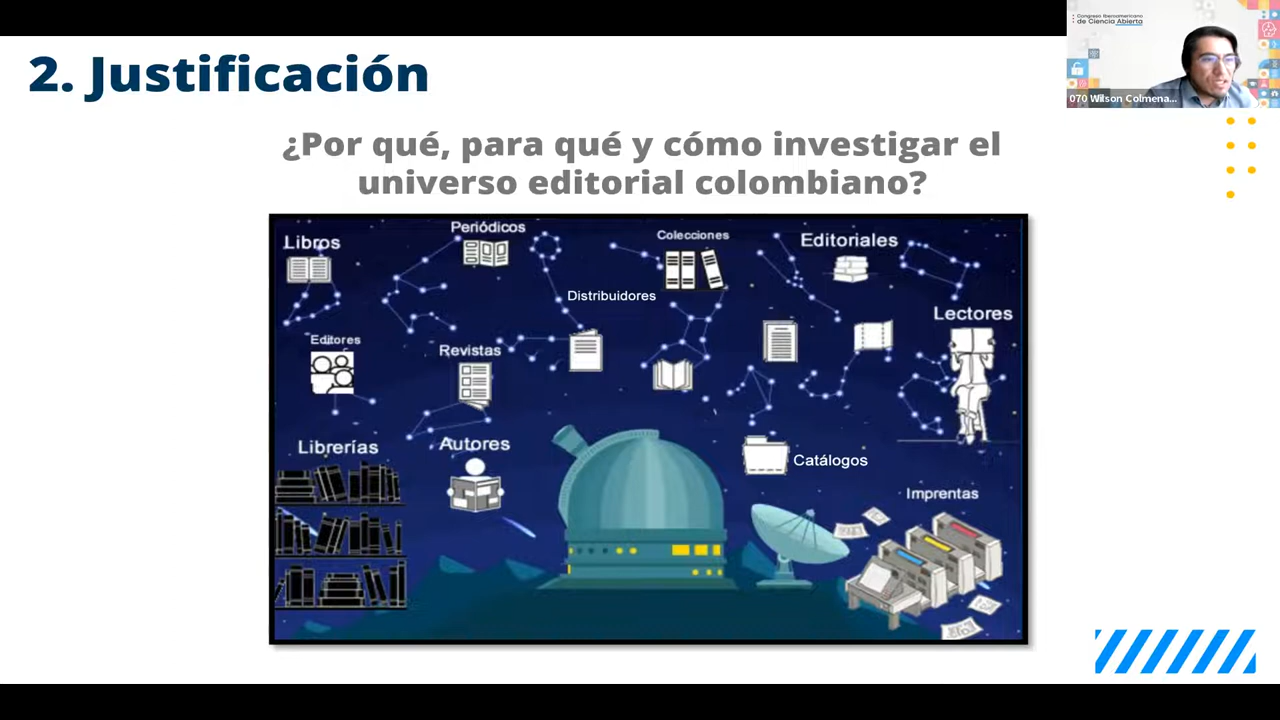 Congreso Iberoamericano
de Ciencia Abierta
070 Wilson Colmena...
2. Justificación
¿Por qué, para qué y cómo investigar el
universo editorial colombiano?
Libros
Periódicos
Colecciones
Editoriales
Distribuidores
Lectores
Editores
Revistas
Librerías
Autores
Catálogos
Imprentas